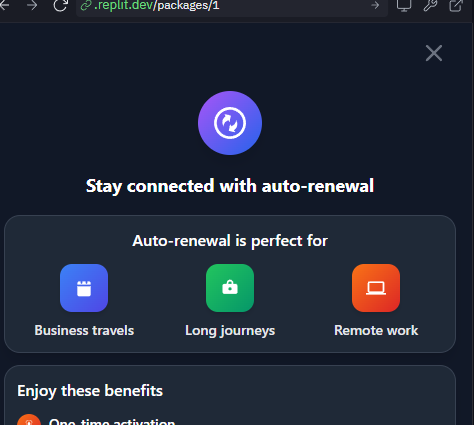 .replit.dev/packages/1
Stay connected with auto-renewal
Auto-renewal is perfect for
Business travels
Long journeys
Remote work
Enjoy these benefits
One-time activation